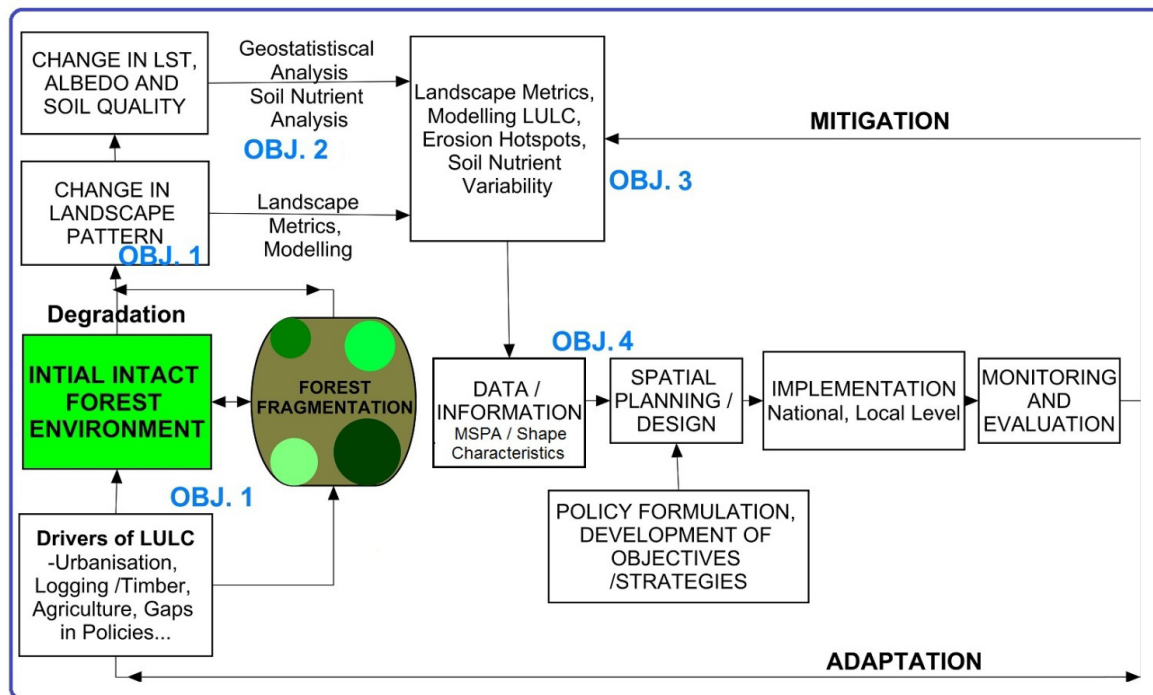 CHANGE IN LST,
ALBEDO AND
SOIL QUALITY
Geostatistiscal
Analysis
Soil Nutrient
Analysis
OBJ. 2
Landscape Metrics,
Modelling LULC,
Erosion Hotspots,
Soil Nutrient
Variability
MITIGATION
OBJ. 3
CHANGE IN
LANDSCAPE
PATTERN
OBJ. 1
Landscape
Metrics,
Modelling
Degradation
INTIAL INTACT
FOREST
ENVIRONMENT
FOREST
FRAGMENTATION
OBJ. 4
DATA /
INFORMATION
MSPA / Shape
Characteristics
SPATIAL
PLANNING /
DESIGN
IMPLEMENTATION
National, Local Level
MONITORING
AND
EVALUATION
OBJ. 1
Drivers of LULC
-Urbanisation,
Logging /Timber,
Agriculture, Gaps
in Policies...
POLICY FORMULATION,
DEVELOPMENT OF
OBJECTIVES
/STRATEGIES
ADAPTATION